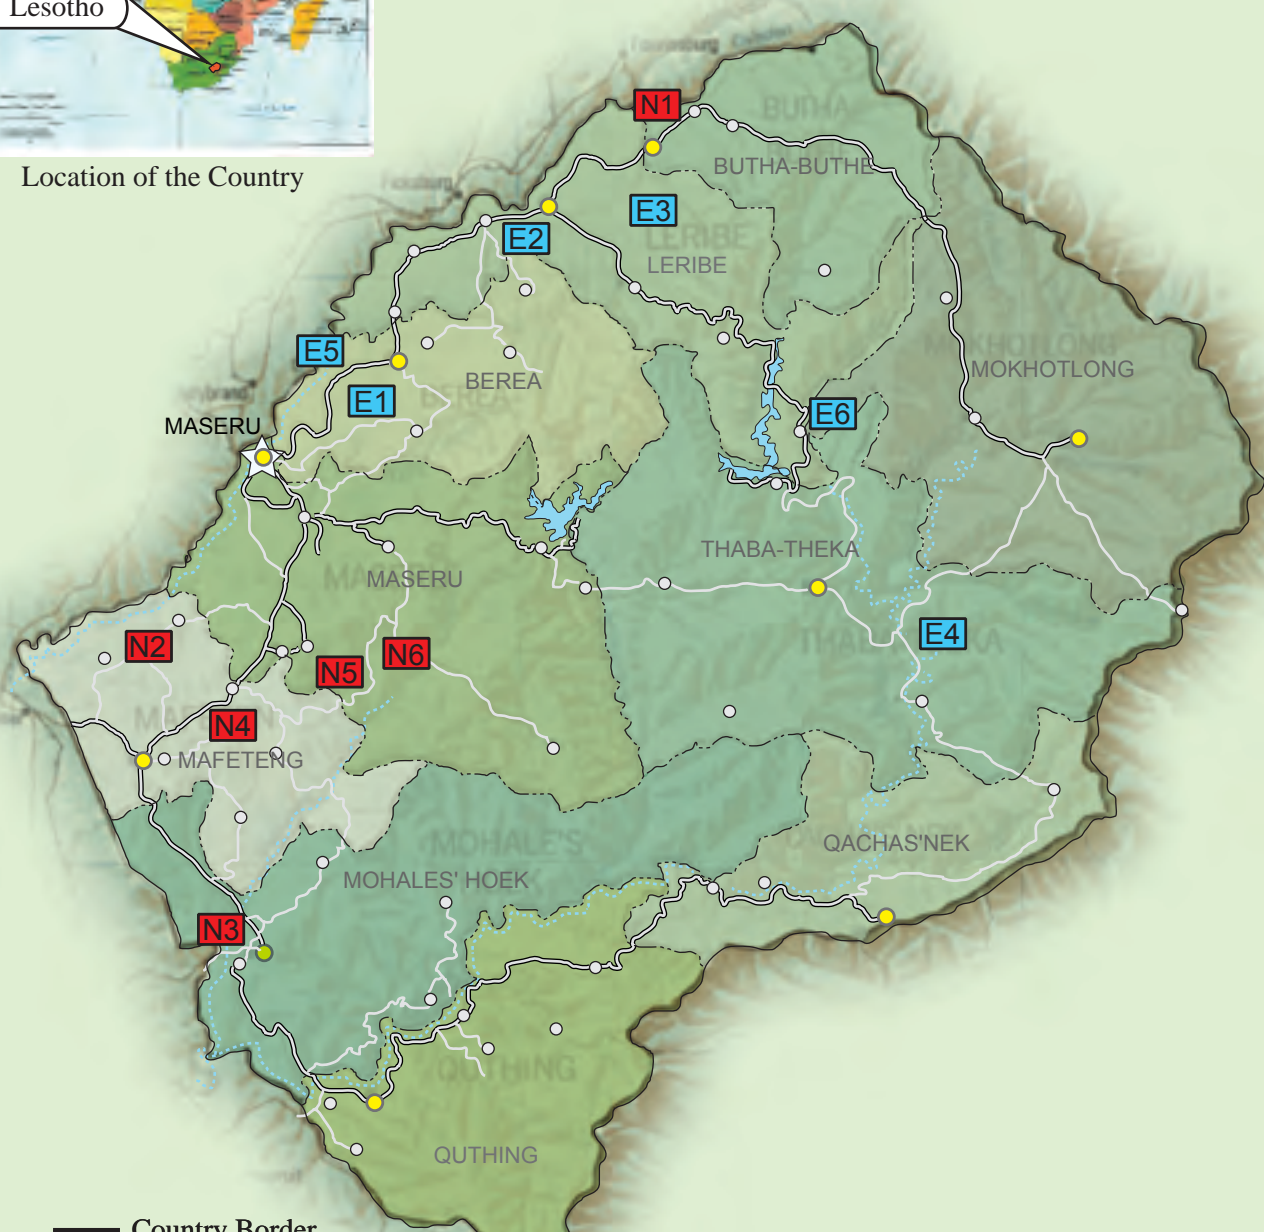 Lesotho
Location of the Country
N1
BUTHA
BUTHA-BUTHE
E3
E2
LERIBE
LERIBE
E5
MOKHOTLONG
MOKHOTLONG
BEREA
BEREA
E1
E6
MASERU
THABA-THEKA
MASERU
N2
N5
N6
E4
N4
MAFETENG
MOHALE'S
QACHAS'NEK
MOHALES' HOEK
N3
QUTHING
QUTHING
Country Border